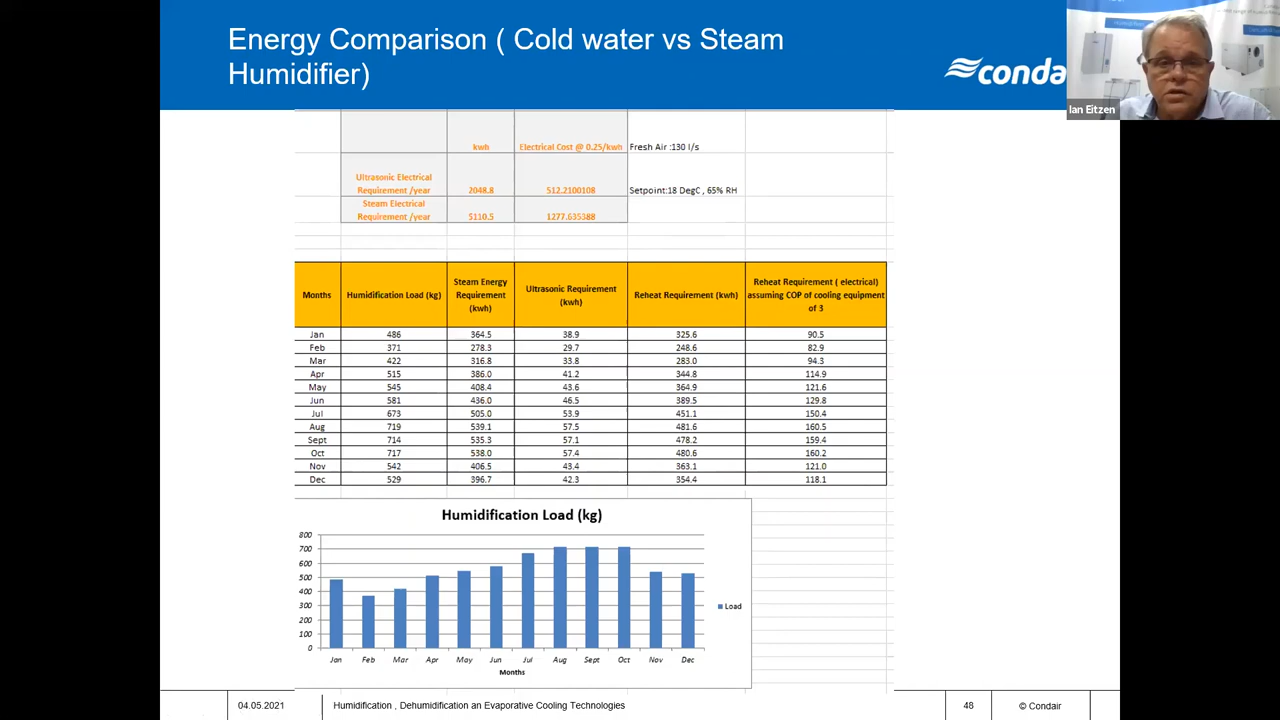 Energy Comparison ( Cold water vs Steam
Humidifier)
conda
Ian Eitzen
kwh
Electrical Cost @ 0.25/kwh
Fresh Air :130 l/s
Ultrasonic Electrical
Requirement /year
2048.8
512.2100108
Setpoint:18 DegC , 65% RH
Steam Electrical
Requirement /year
5110.5
1277.635388
Months
Humidification Load (kg)
Steam Energy
Requirement
(kwh)
Ultrasonic Requirement
(kwh)
Reheat Requirement (kwh)
Reheat Requirement ( electrical)
assuming COP of cooling equipment
of 3
Jan 486 364.5 38.9 325.6 90.5
Feb 371 278.3 29.7 248.6 82.9
Mar 422 316.8 33.8 283.0 94.3
Apr 515 386.0 41.2 344.8 114.9
May 545 408.4 43.6 364.9 121.6
Jun 581 436.0 46.5 389.5 129.8
Jul 673 505.0 53.9 451.1 150.4
Aug 719 539.1 57.5 481.6 160.5
Sept 714 535.3 57.1 478.2 159.4
Oct 717 538.0 57.4 480.6 160.2
Nov 542 406.5 43.4 363.1 121.0
Dec 529 396.7 42.3 354.4 118.1
Humidification Load (kg)
800
700
600
500
400
300
200
100
0
Jan Feb Mar Apr May Jun Jul Aug Sept Oct Nov Dec
Months
Load
04.05.2021
Humidification , Dehumidification an Evaporative Cooling Technologies
48
© Condair